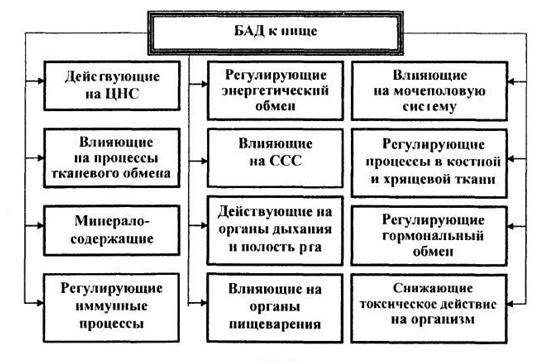 БАД к пище
Действующие
на ЦНС
Влияющие
на процессы
тканевого обмена
Минерало-
содержащие
Регулирующие
иммунные
процессы
Регулирующие
энергетический
обмен
Влияющие
на ССС
Действующие на
органы дыхания
и полость рта
Влияющие на
органы
пищеварения
Влияющие
на мочеполовую
систему
Регулирующие
процессы в костной
и хрящевой ткани
Регулирующие
гормональный
обмен
Снижающие
токсическое действие
на организм